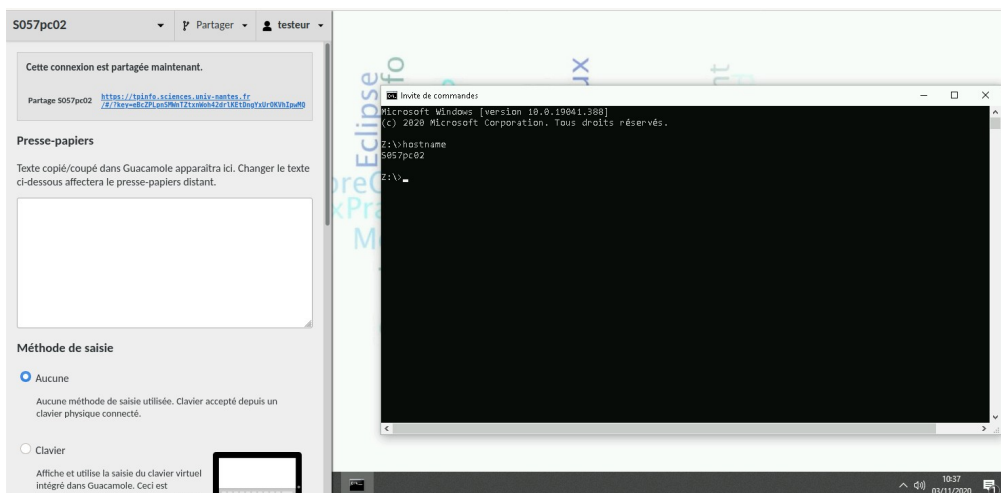 S057pc02
Partager
testeur
Cette connexion est partagée maintenant.
Partage S057pc02
https://tpinfo.sciences.univ-nantes.fr
Presse-papiers
Texte copié/coupé dans Guacamole apparaîtra ici. Changer le texte
ci-dessous affectera le presse-papiers distant.
Méthode de saisie
Aucune
Aucune méthode de saisie utilisée. Clavier accepté depuis un
clavier physique connecté.
Clavier
Affiche et utilise la saisie du clavier virtuel
intégré dans Guacamole. Ceci est
Eclipse
Invite de commandes
Microsoft Windows [version 10.0.19041.388]
(c) 2020 Microsoft Corporation. Tous droits réservés.
Z:\>hostname
S057pc02
Z:\>
10:37
03/11/2020